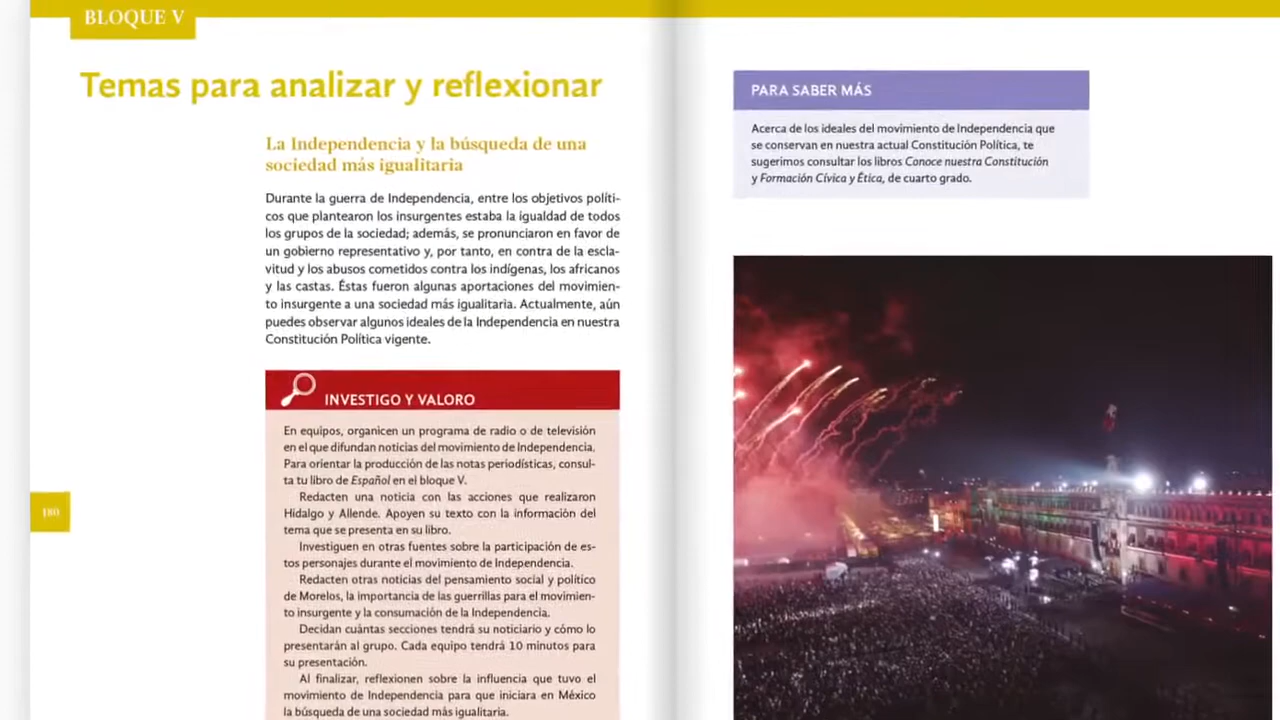 BLOQUE V
Temas para analizar y reflexionar
La Independencia y la búsqueda de una
sociedad más igualitaria
Durante la guerra de Independencia, entre los objetivos políti-
cos que plantearon los insurgentes estaba la igualdad de todos
los grupos de la sociedad; además, se pronunciaron en favor de
un gobierno representativo y, por tanto, en contra de la escla-
vitud y los abusos cometidos contra los indígenas, los africanos
y las castas. Éstas fueron algunas aportaciones del movimien-
to insurgente a una sociedad más igualitaria. Actualmente, aún
puedes observar algunos ideales de la Independencia en nuestra
Constitución Política vigente.
INVESTIGO Y VALORO
En equipos, organicen un programa de radio o de televisión
en el que difundan noticias del movimiento de Independencia.
Para orientar la producción de las notas periodísticas, consul-
ta tu libro de Español en el bloque V.
Redacten una noticia con las acciones que realizaron
Hidalgo y Allende. Apoyen su texto con la información del
tema que se presenta en su libro.
Investiguen en otras fuentes sobre la participación de es-
tos personajes durante el movimiento de Independencia.
Redacten otras noticias del pensamiento social y político
de Morelos, la importancia de las guerrillas para el movimien-
to insurgente y la consumación de la Independencia.
Decidan cuántas secciones tendrá su noticiario y cómo lo
presentarán al grupo. Cada equipo tendrá 10 minutos para
su presentación.
Al finalizar, reflexionen sobre la influencia que tuvo el
movimiento de Independencia para que iniciara en México
la búsqueda de una sociedad más igualitaria.
180
PARA SABER MÁS
Acerca de los ideales del movimiento de Independencia que
se conservan en nuestra actual Constitución Política, te
sugerimos consultar los libros Conoce nuestra Constitución
y Formación Cívica y Ética, de cuarto grado.